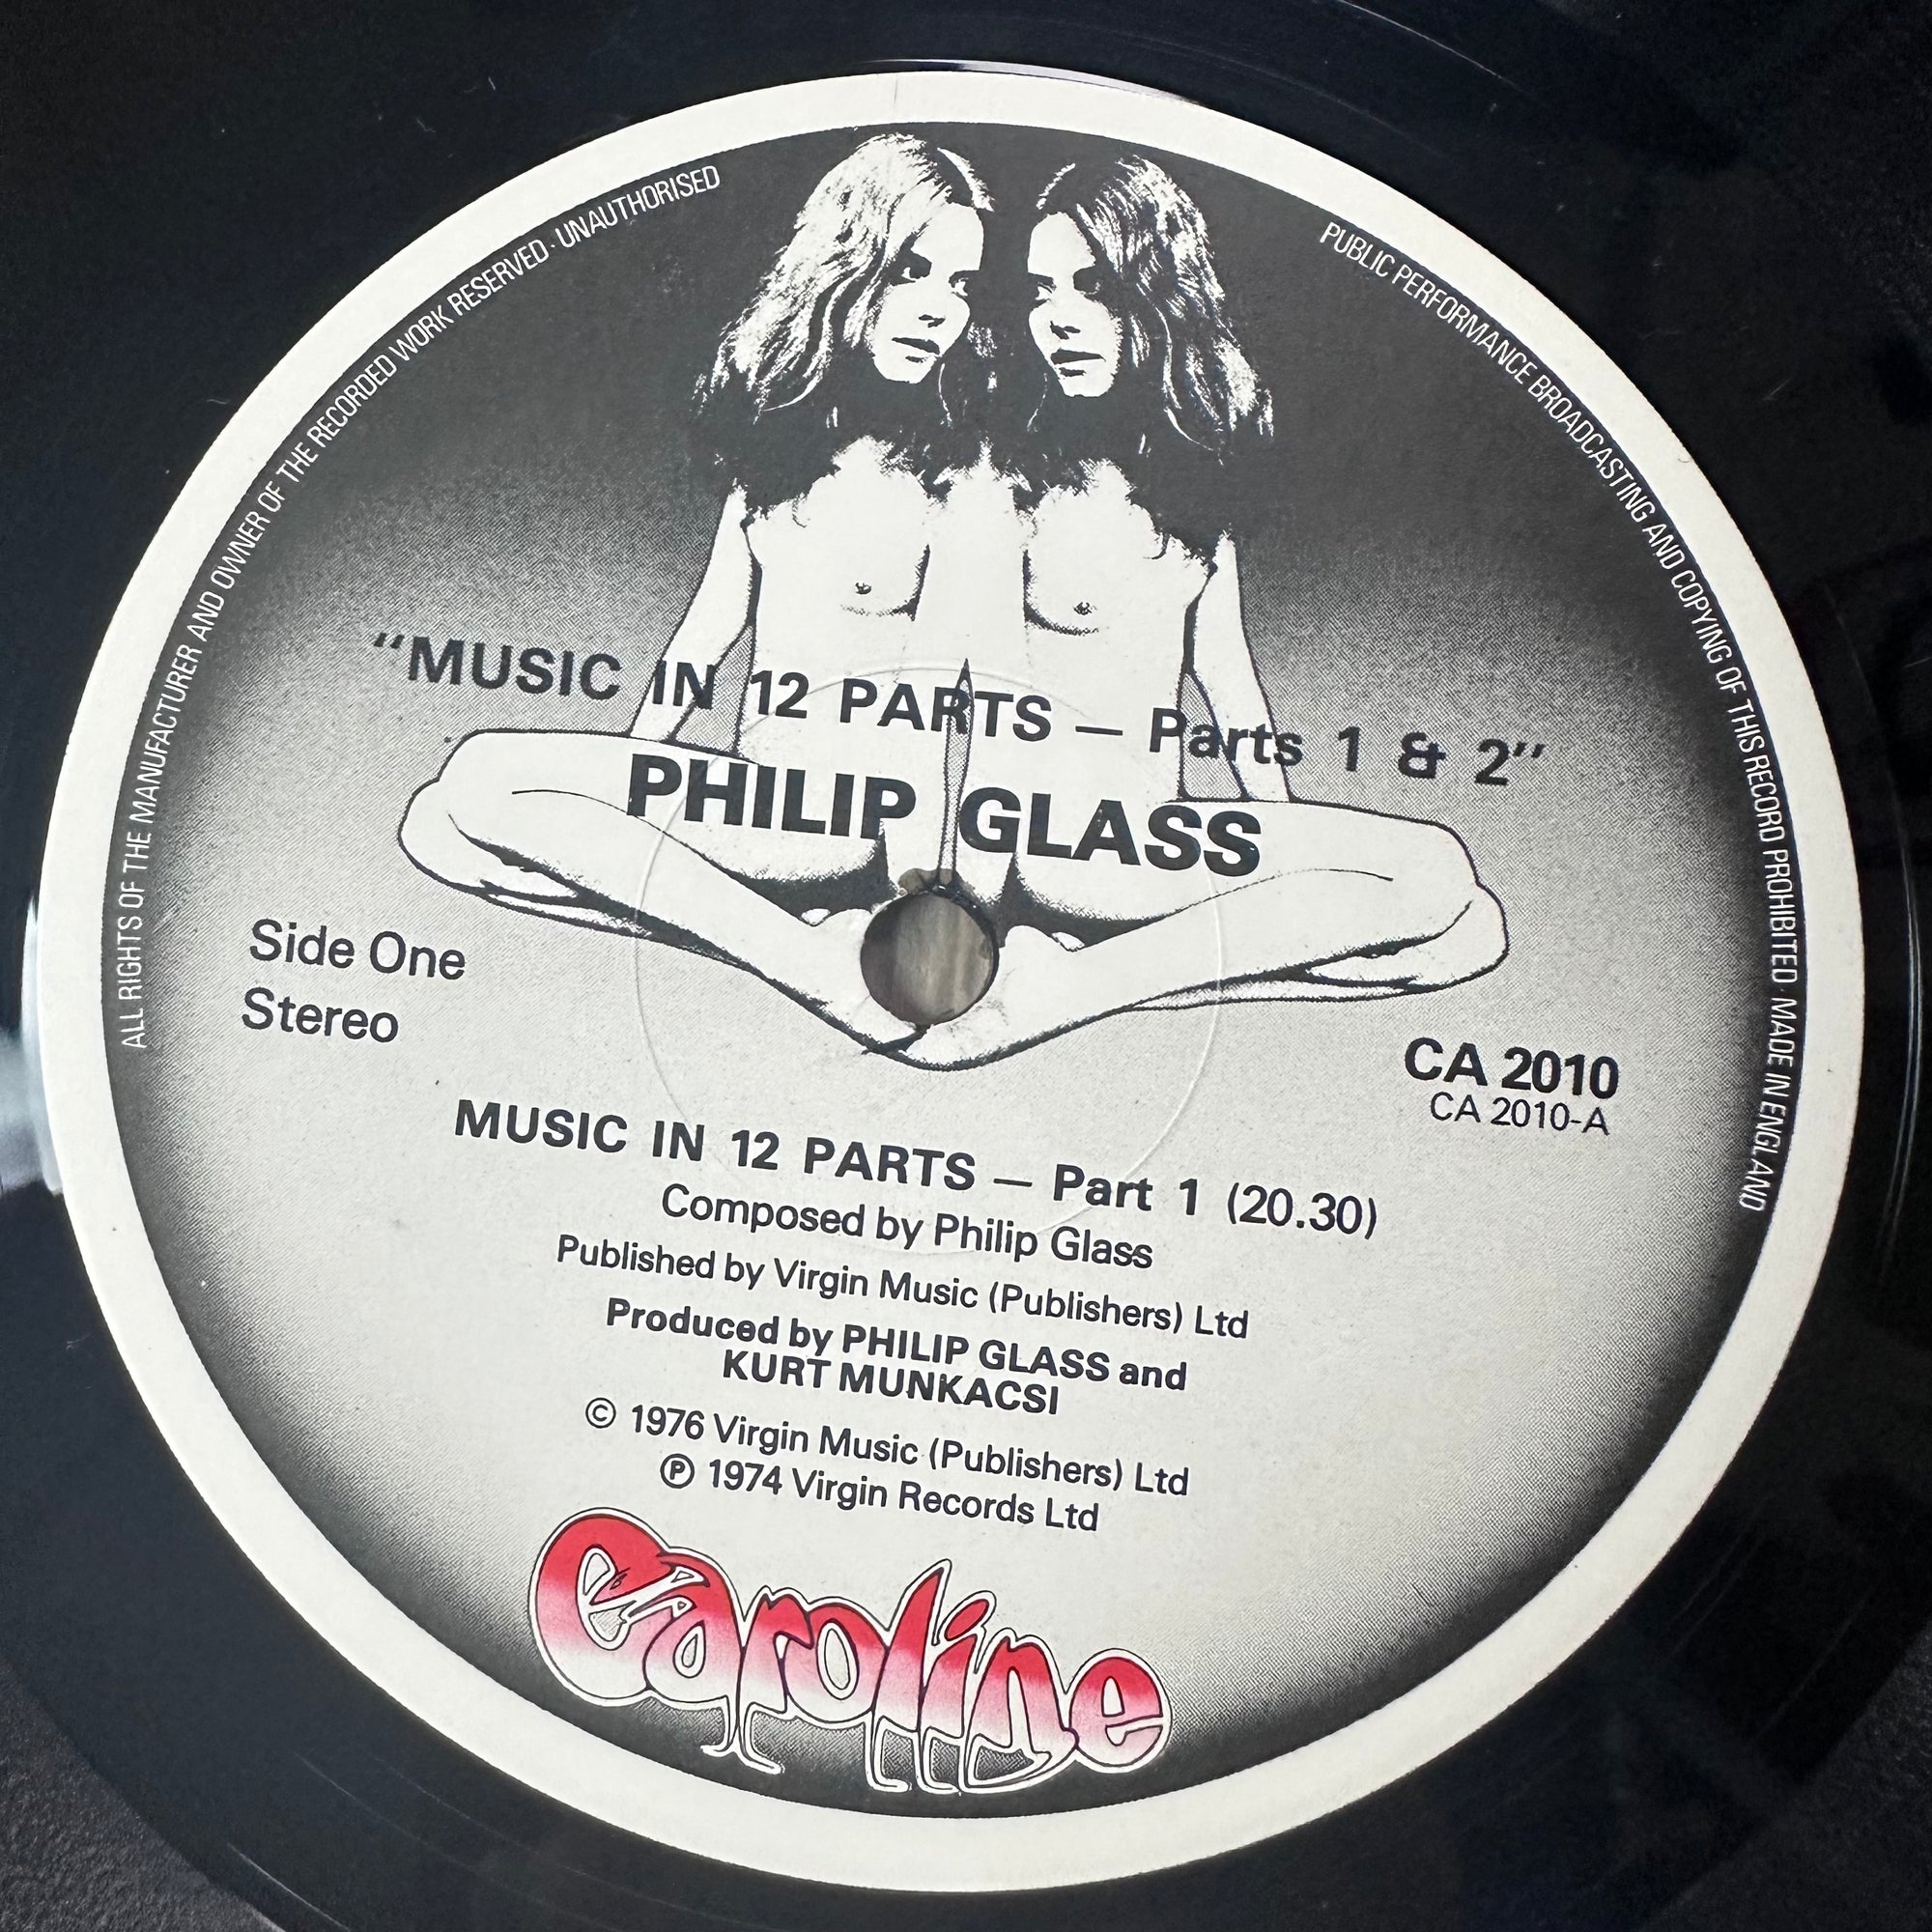 ALL RIGHTS OF THE MANUFACTURER AND OWNER OF THE RECORDED WORK RESERVED · UNAUTHORISED
PUBLIC PERFORMANCE BROADCASTING AND COPYING OF THIS RECORD PROHIBITED · MADE IN ENGLAND
"MUSIC IN 12 PARTS — Parts 1 & 2"
PHILIP GLASS
Side One
Stereo
CA 2010
CA 2010-A
MUSIC IN 12 PARTS — Part 1 (20.30)
Composed by Philip Glass
Published by Virgin Music (Publishers) Ltd
Produced by PHILIP GLASS and
KURT MUNKACSI
© 1976 Virgin Music (Publishers) Ltd
℗ 1974 Virgin Records Ltd
Caroline